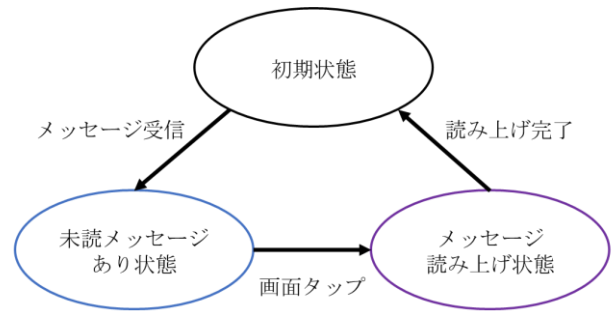 初期状態
メッセージ受信
読み上げ完了
未読メッセージ
あり状態
画面タップ
メッセージ
読み上げ状態